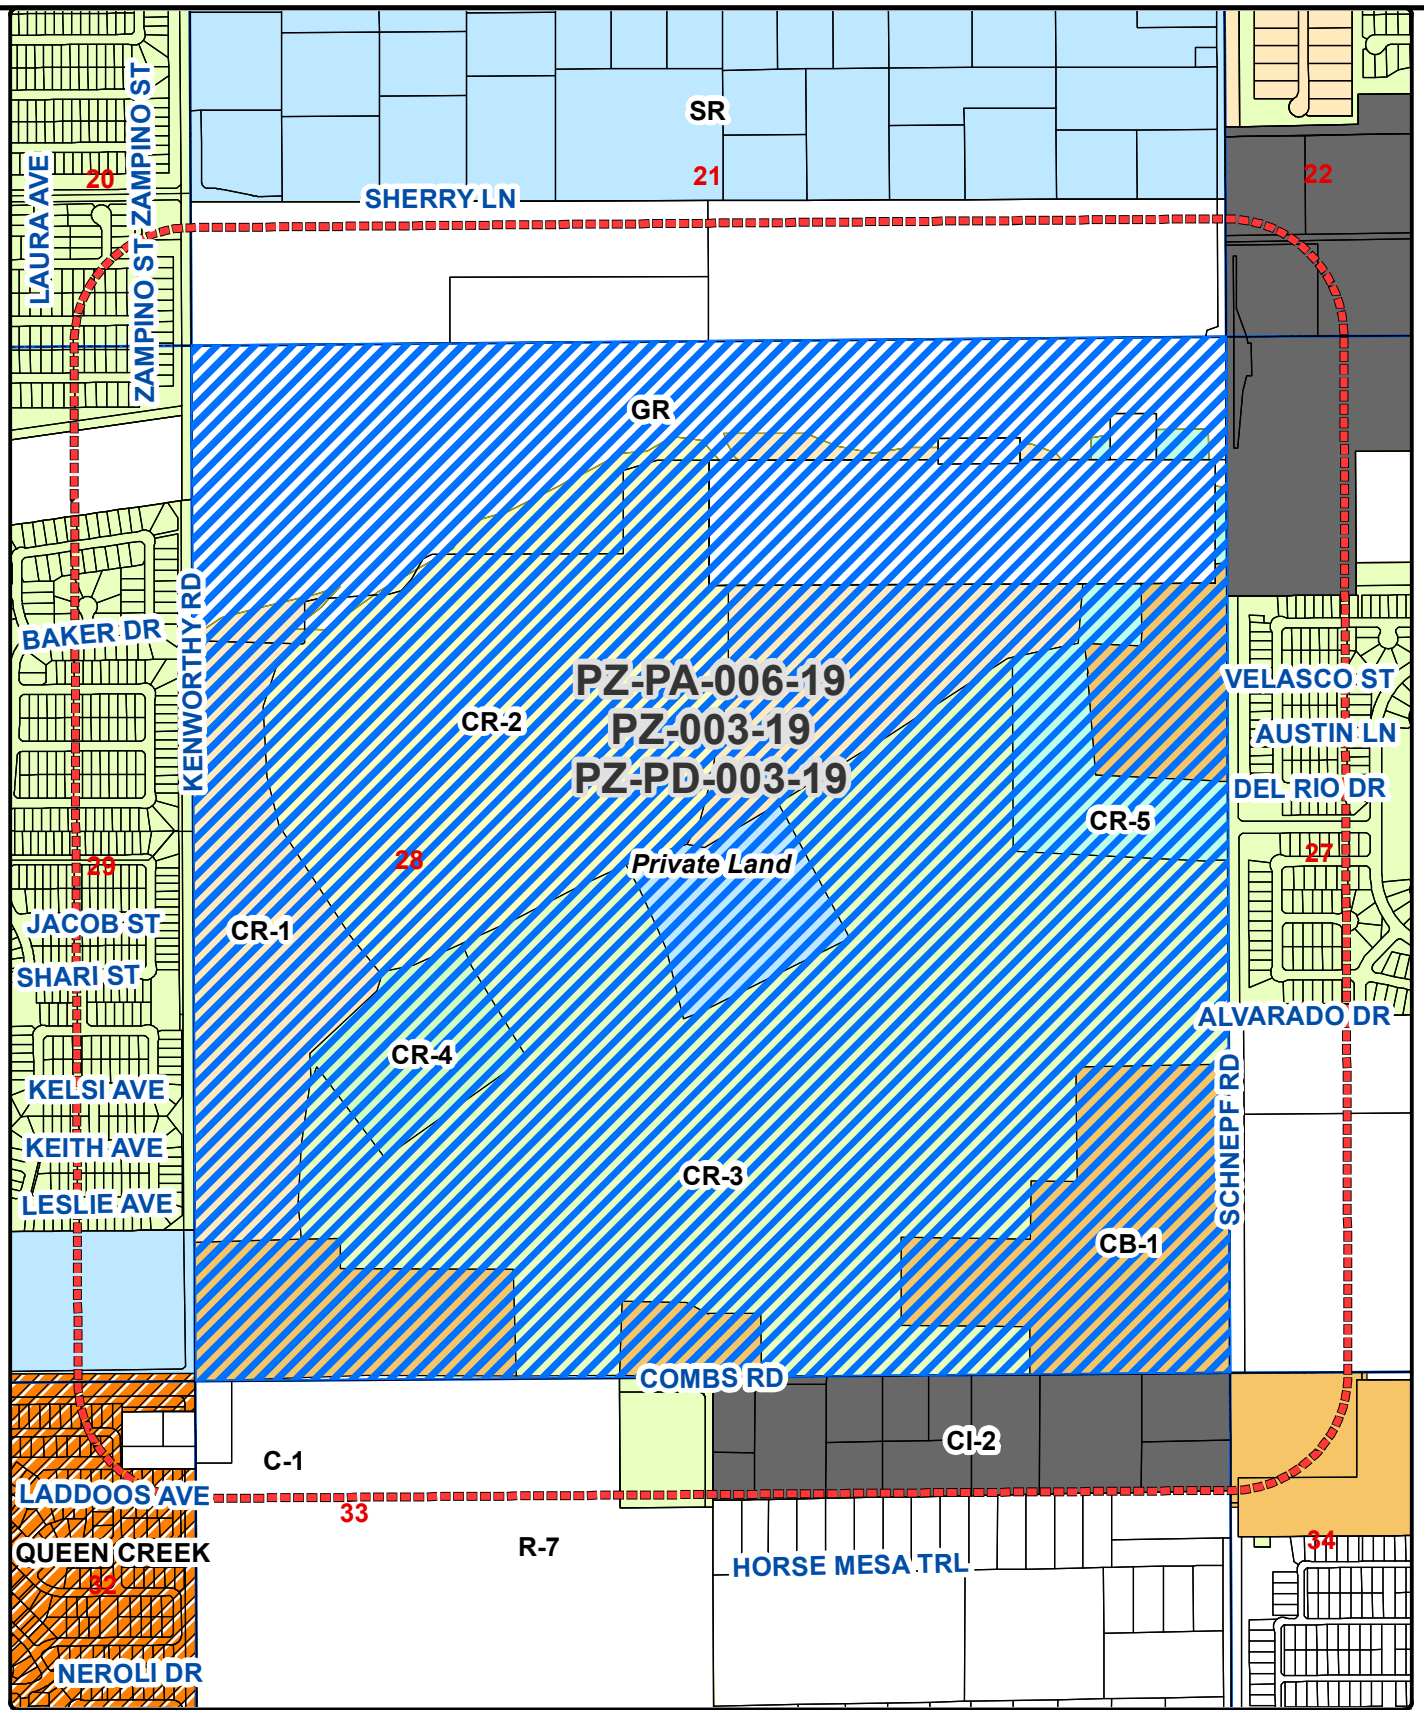 ZAMPINO ST
SR
LAURA AVE
20
21
22
SHERRY LN
ZAMPINO ST
GR
KENWORTHY RD
BAKER DR
PZ-PA-006-19
PZ-003-19
PZ-PD-003-19
VELASCO ST
CR-2
AUSTIN LN
DEL RIO DR
CR-5
29
28
Private Land
27
JACOB ST
CR-1
SHARI ST
ALVARADO DR
CR-4
KELSI AVE
SCHNEPF RD
KEITH AVE
CR-3
LESLIE AVE
CB-1
COMBS RD
C-1
CI-2
LADDOOS AVE
33
QUEEN CREEK
R-7
34
32
HORSE MESA TRL
NEROLI DR